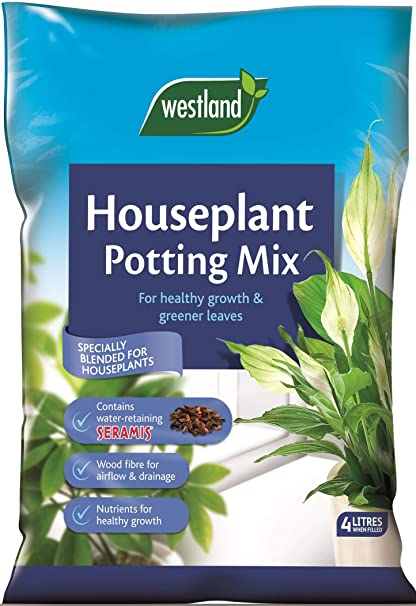 westland
Houseplant
Potting Mix
For healthy growth &
greener leaves
SPECIALLY
BLENDED FOR
HOUSEPLANTS
Contains
water-retaining
SERAMIS
Wood fibre for
airflow & drainage
Nutrients for
healthy growth
4 LITRES
WHEN FILLED